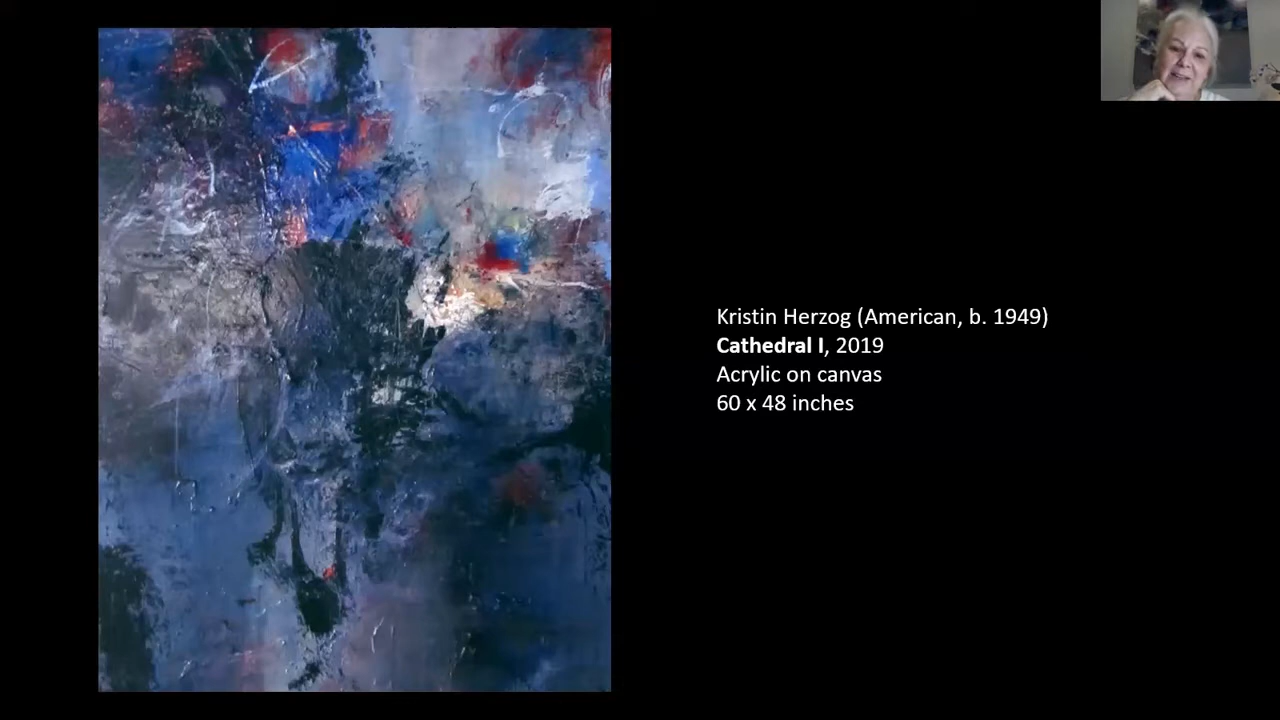 Kristin Herzog (American, b. 1949)
Cathedral I, 2019
Acrylic on canvas
60 x 48 inches